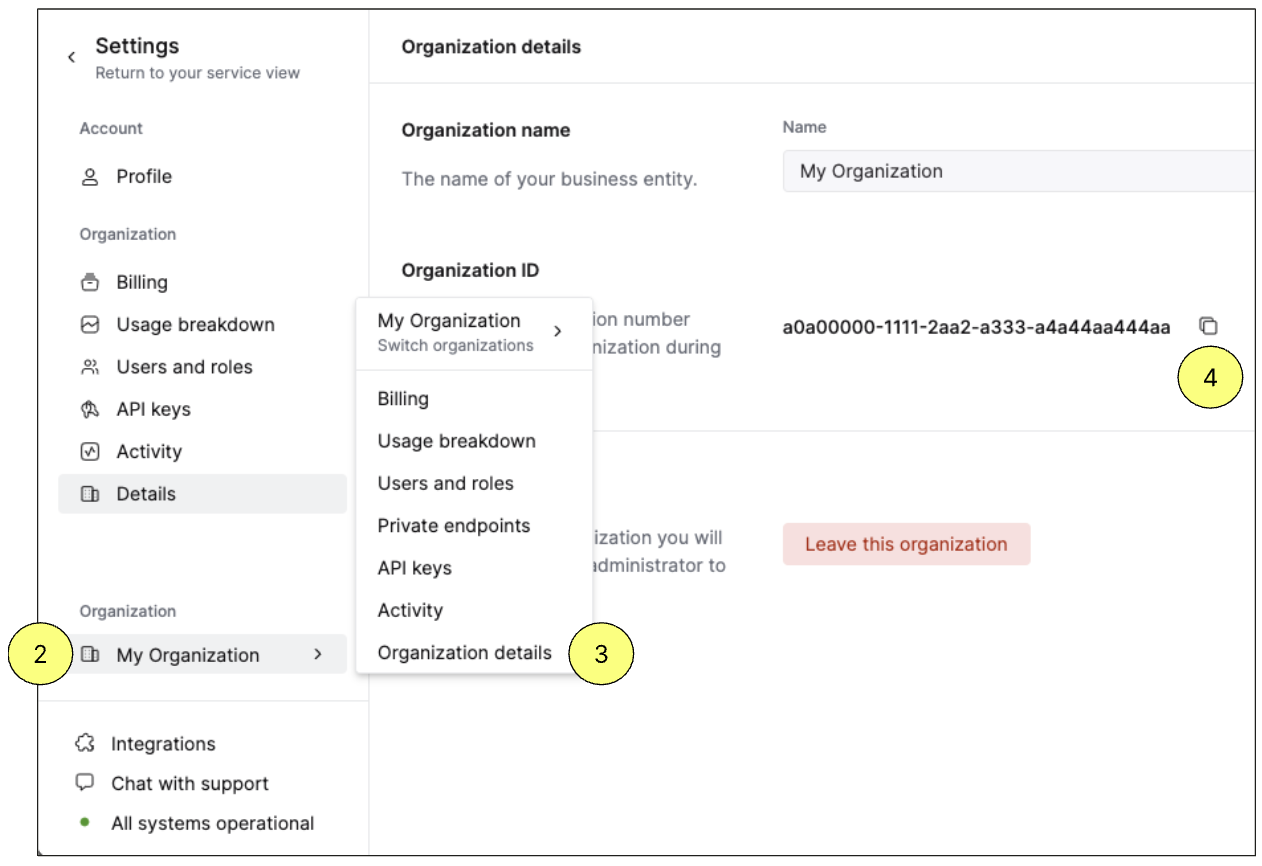 Settings
Return to your service view
Account
Profile
Organization
Billing
Usage breakdown
Users and roles
API keys
Activity
Details
Organization
2
My Organization
Integrations
Chat with support
All systems operational
My Organization
Switch organizations
Billing
Usage breakdown
Users and roles
Private endpoints
API keys
Activity
Organization details
3
Organization details
Organization name
The name of your business entity.
Name
My Organization
Organization ID
ion number
nization during
a0a00000-1111-2aa2-a333-a4a44aa444aa
4
ization you will
administrator to
Leave this organization